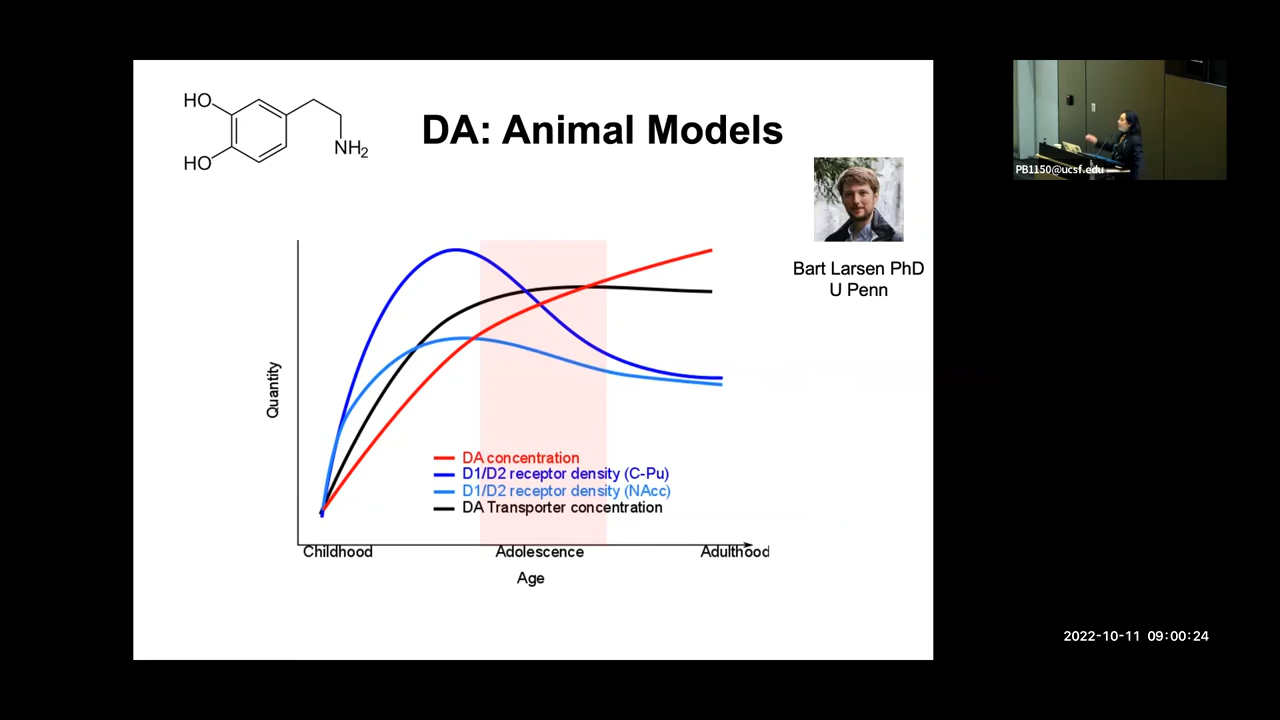 HO
HO
NH2
DA: Animal Models
PB1150@ucsf.edu
Bart Larsen PhD
U Penn
Quantity
DA concentration
D1/D2 receptor density (C-Pu)
D1/D2 receptor density (NAcc)
DA Transporter concentration
Childhood
Adolescence
Adulthood
Age
2022-10-11 09:00:24